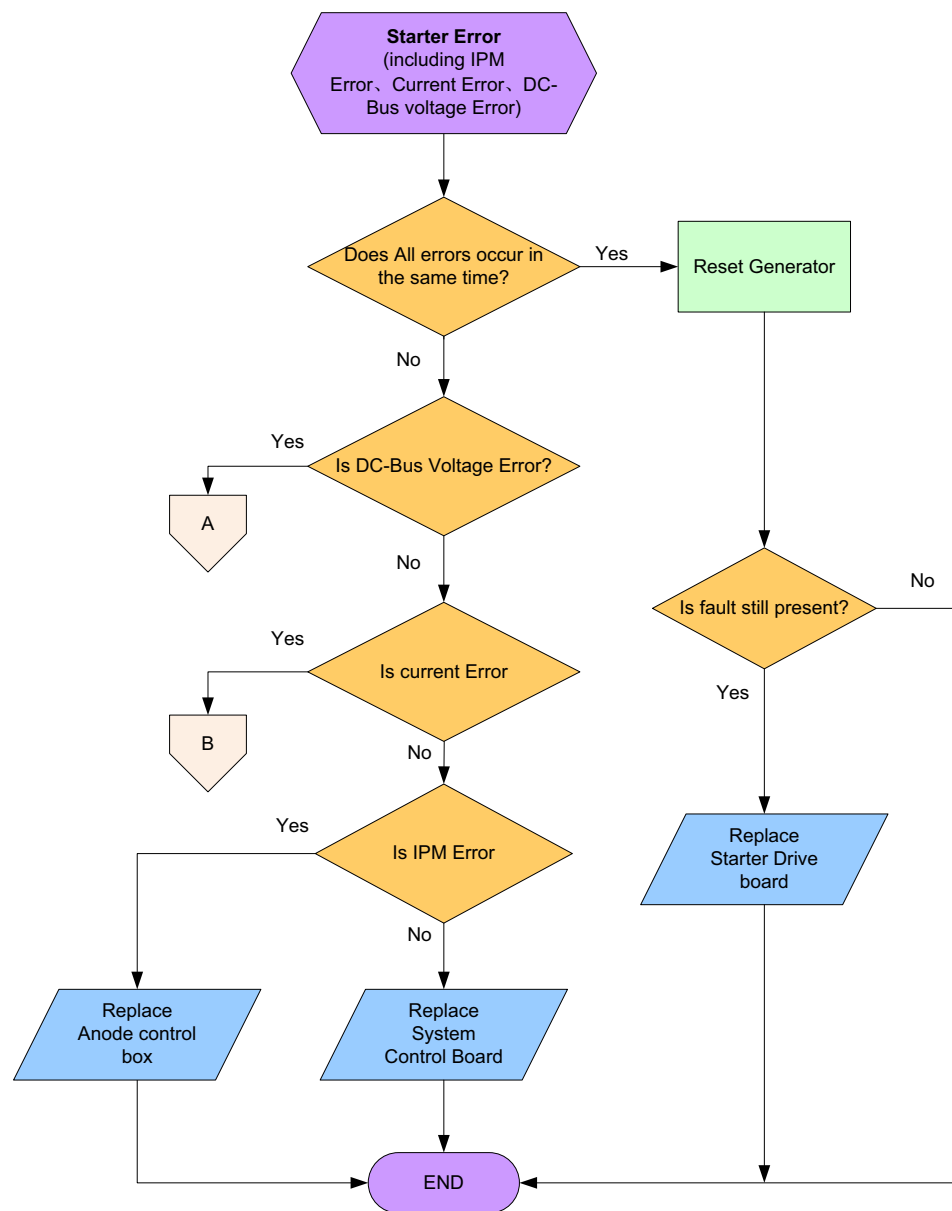 Starter Error
(including IPM
Error、Current Error、DC-
Bus voltage Error)
Does All errors occur in
the same time?
Yes
Reset Generator
No
Yes
Is DC-Bus Voltage Error?
A
No
Is fault still present?
No
Yes
Is current Error
Yes
B
No
Yes
Is IPM Error
Replace
Starter Drive
board
No
Replace
Anode control
box
Replace
System
Control Board
END